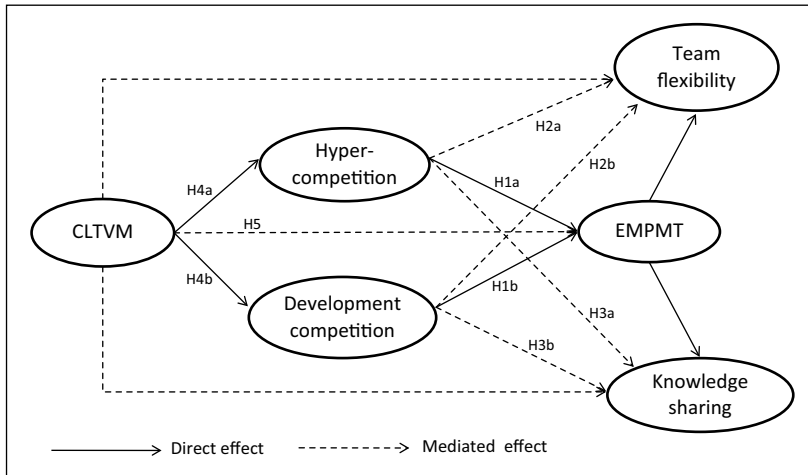 Team
flexibility
H2a
Hyper-
competition
H2b
H4a
H1a
CLTVM
H5
EMPMT
H4b
H1b
Development
competition
H3a
H3b
Knowledge
sharing
Direct effect
Mediated effect